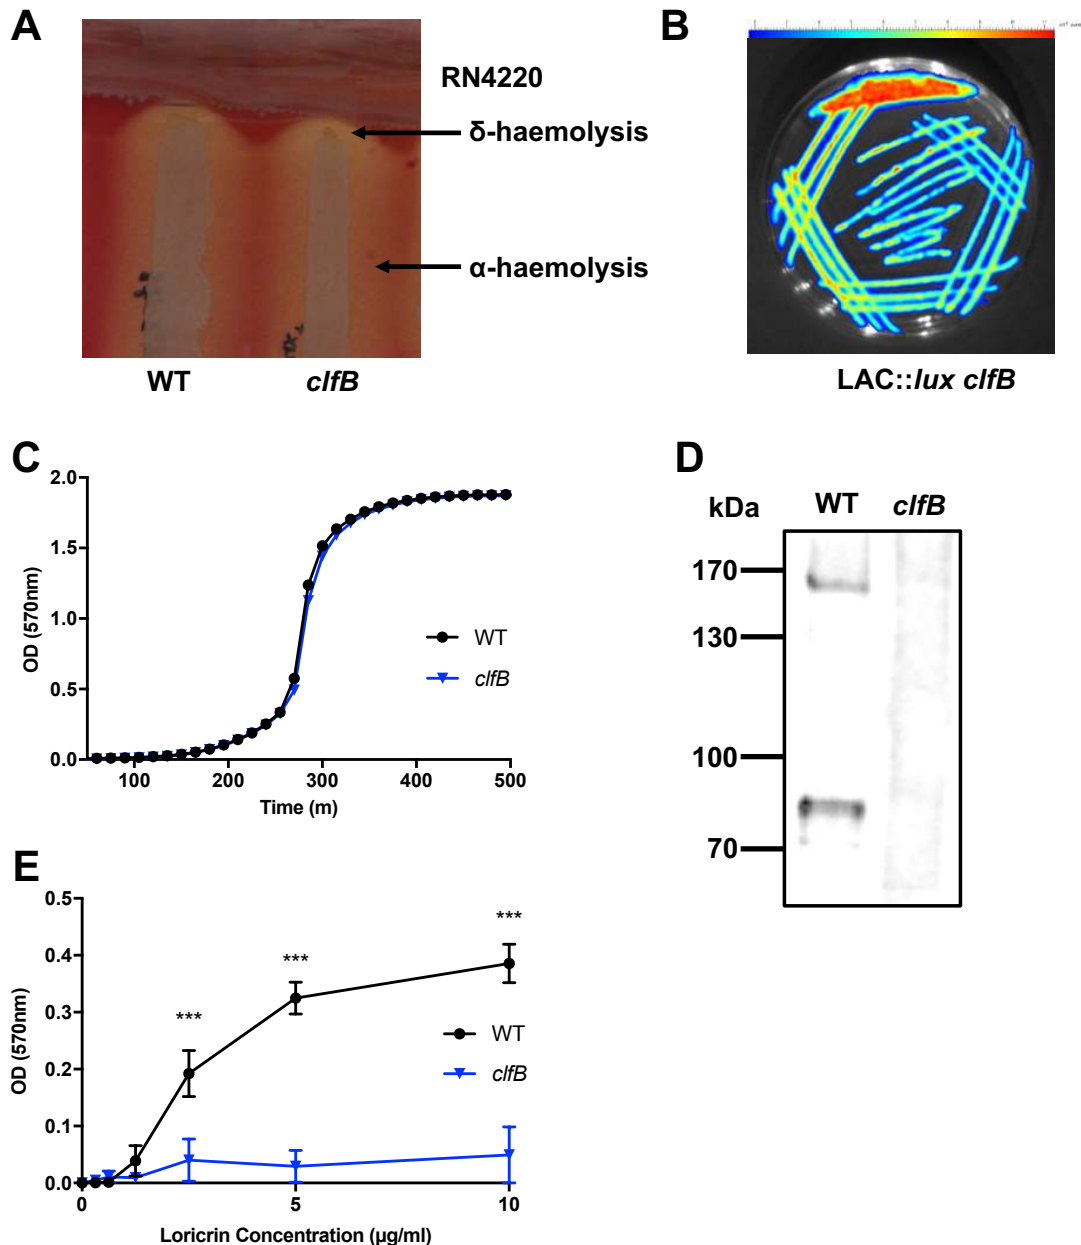 A
RN4220
δ-haemolysis
α-haemolysis
WT
clfB
B
LAC::lux clfB
C
2.0
1.5
1.0
0.5
0.0
OD (570nm)
100
200
300
400
500
Time (m)
WT
clfB
D
kDa
WT
clfB
170
130
100
70
E
0.5
0.4
0.3
0.2
0.1
0.0
OD (570nm)
***
***
***
WT
clfB
0
5
10
Loricrin Concentration (µg/ml)